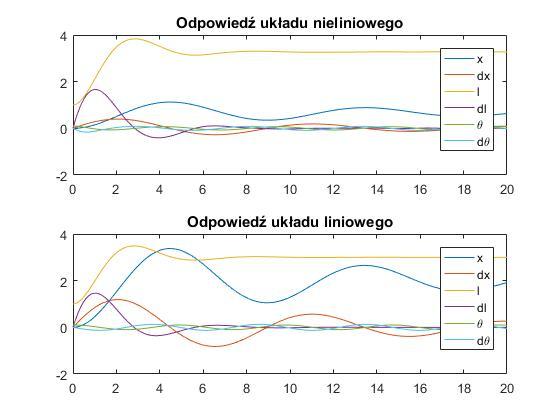 Odpowiedź układu nieliniowego
4
2
0
-2
x
dx
l
dl
θ
dθ
0 2 4 6 8 10 12 14 16 18 20
Odpowiedź układu liniowego
4
2
0
-2
x
dx
l
dl
θ
dθ
0 2 4 6 8 10 12 14 16 18 20